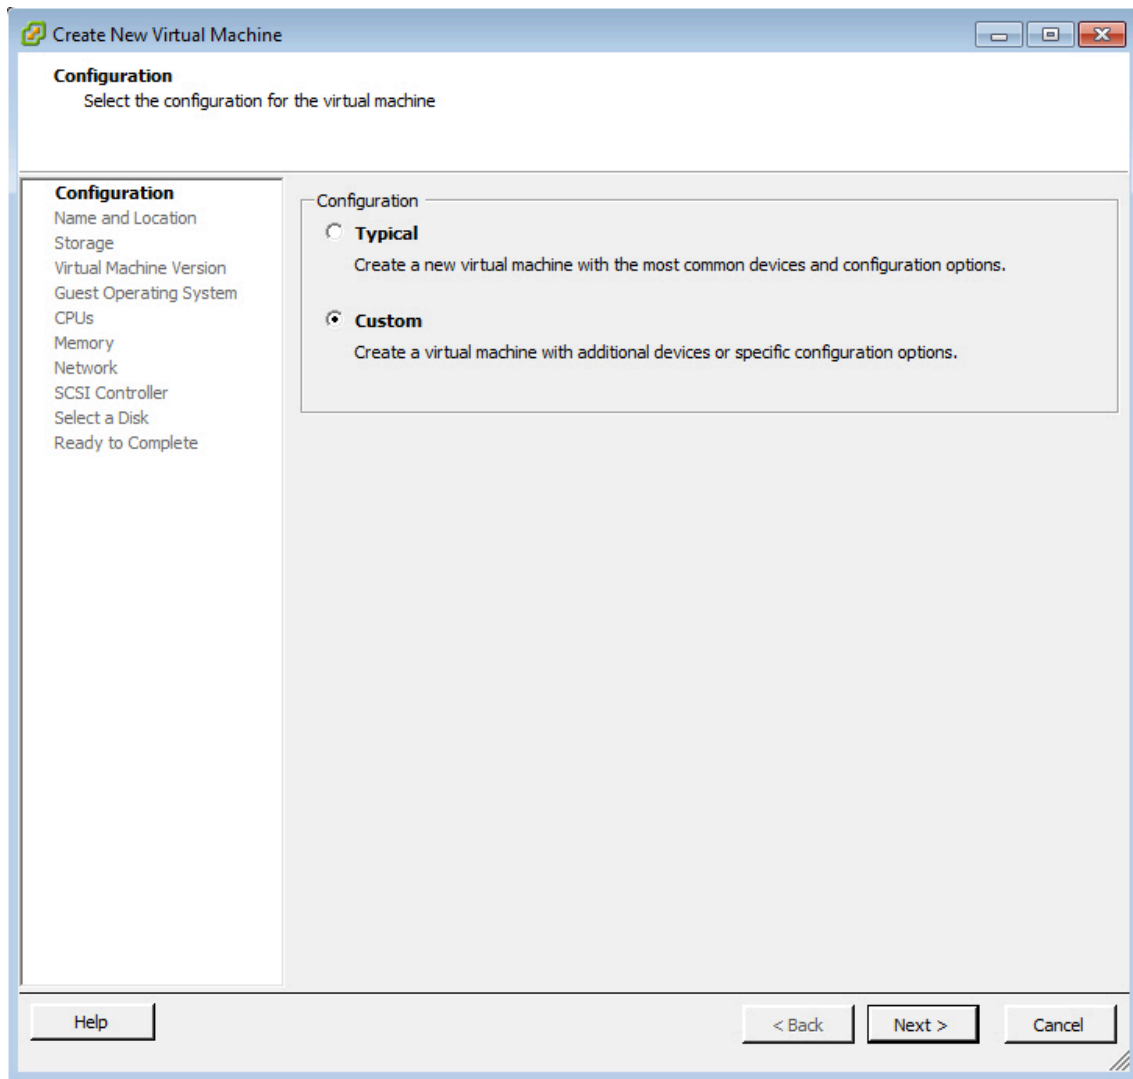 Create New Virtual Machine
Configuration
Select the configuration for the virtual machine
Configuration
Name and Location
Storage
Virtual Machine Version
Guest Operating System
CPUs
Memory
Network
SCSI Controller
Select a Disk
Ready to Complete
Configuration
Typical
Create a new virtual machine with the most common devices and configuration options.
Custom
Create a virtual machine with additional devices or specific configuration options.
Help
< Back
Next >
Cancel